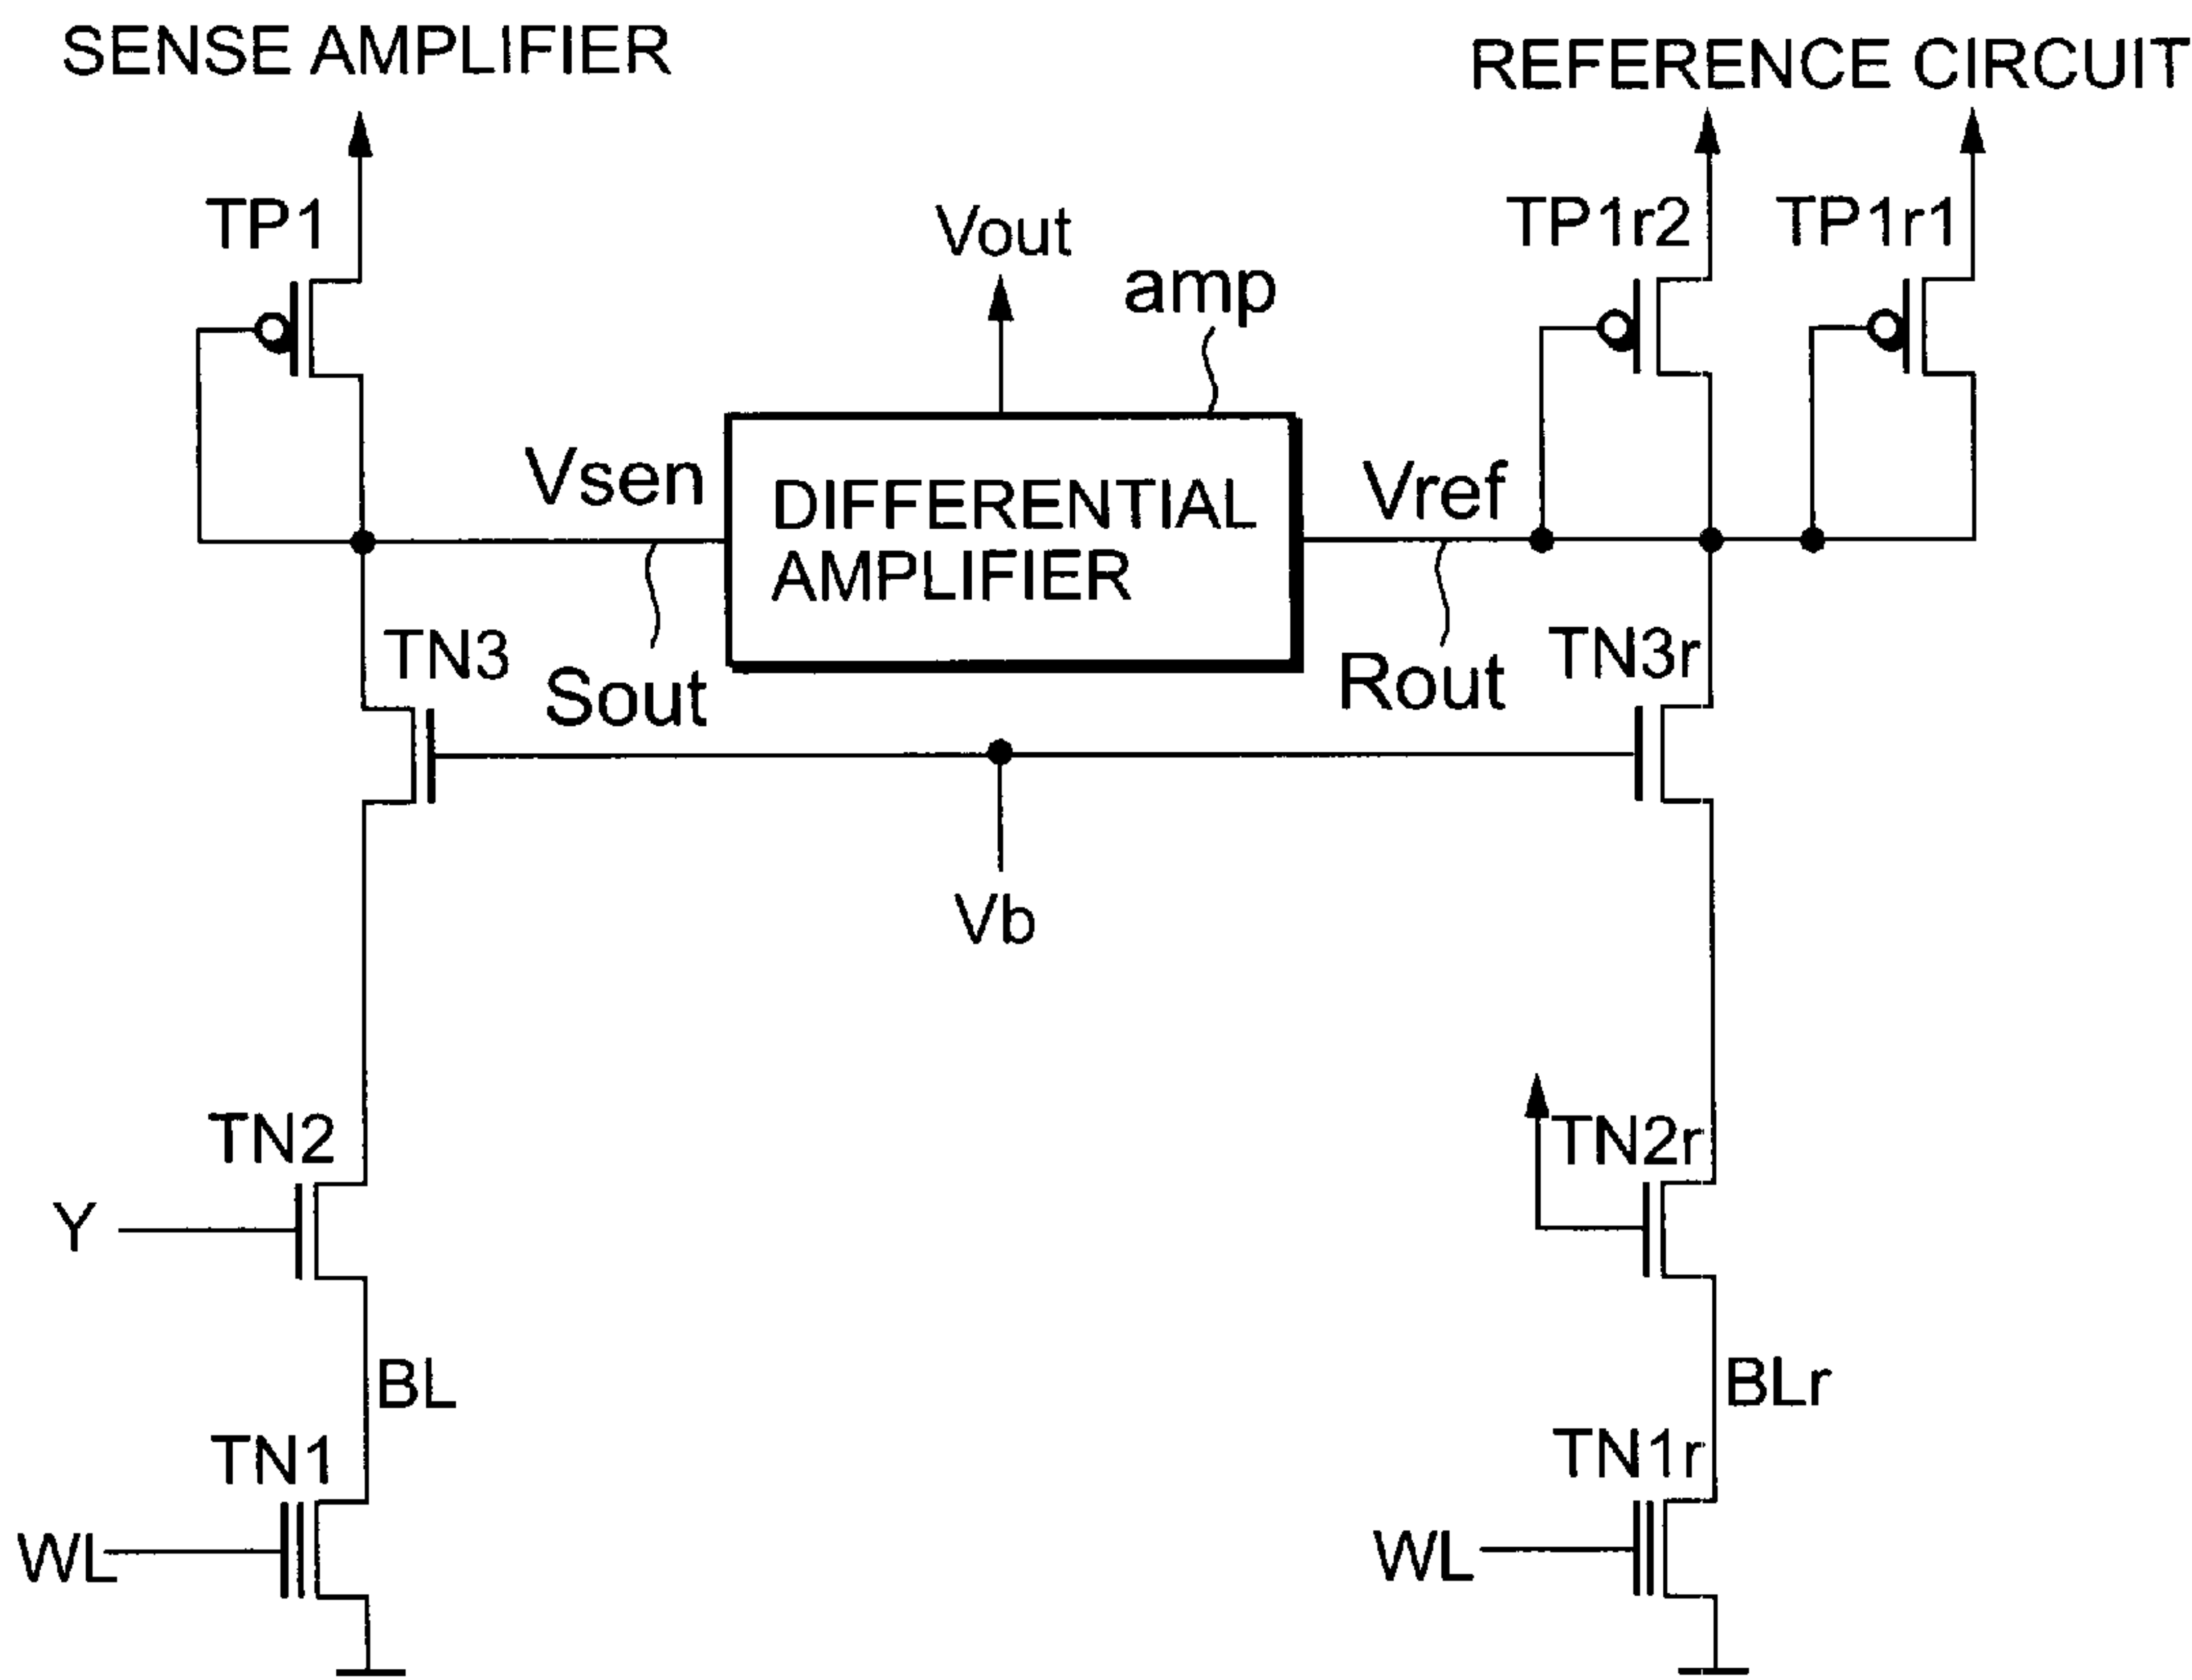 SENSE AMPLIFIER
REFERENCE CIRCUIT
TP1
Vout
amp
TP1r2
TP1r1
Vsen
DIFFERENTIAL
AMPLIFIER
Vref
TN3
Sout
Rout
TN3r
Vb
TN2
TN2r
Y
BL
BLr
TN1
TN1r
WL
WL